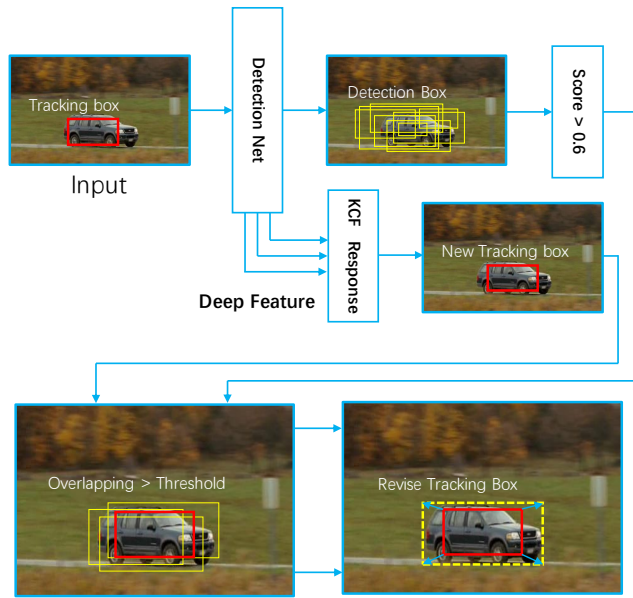 Tracking box
Input
Detection Net
Detection Box
Score > 0.6
Deep Feature
KCF Response
New Tracking box
Overlapping > Threshold
Revise Tracking Box